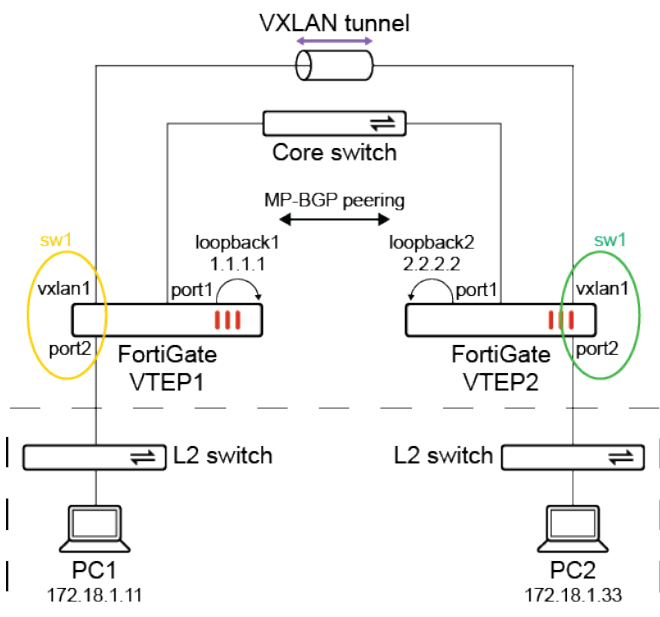 VXLAN tunnel
Core switch
MP-BGP peering
sw1
loopback1
1.1.1.1
loopback2
2.2.2.2
sw1
vxlan1
port1
port1
vxlan1
port2
FortiGate
VTEP1
FortiGate
VTEP2
port2
L2 switch
L2 switch
PC1
172.18.1.11
PC2
172.18.1.33